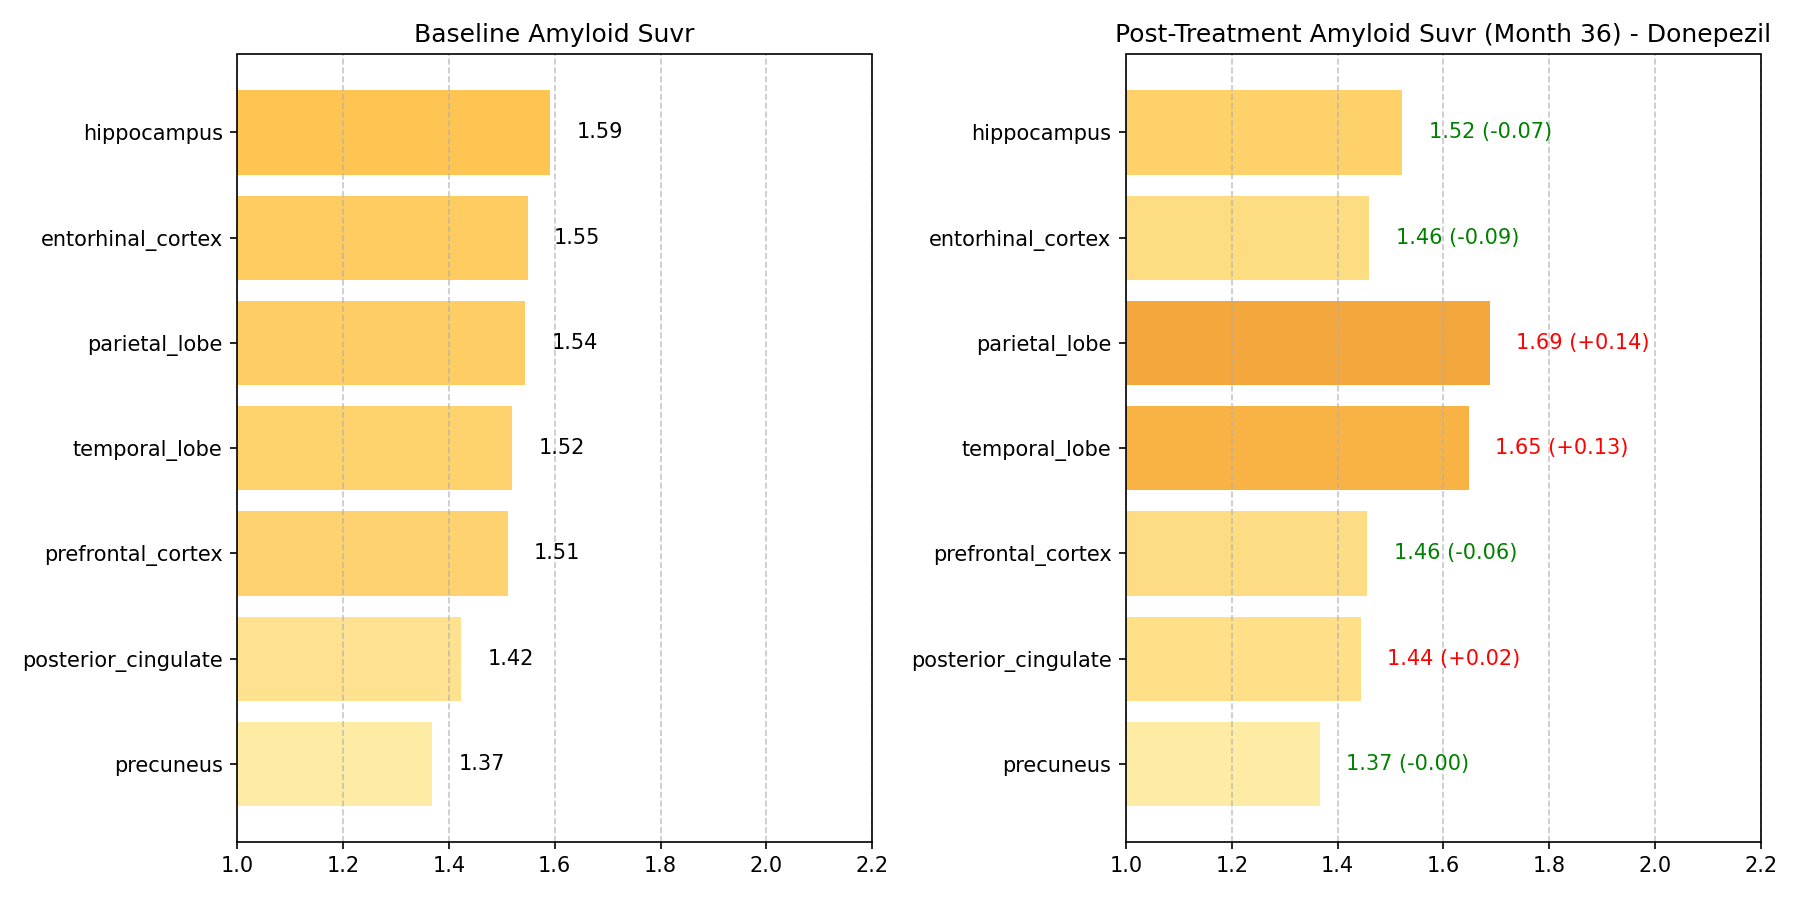 Baseline Amyloid Suvr
hippocampus
1.59
entorhinal_cortex
1.55
parietal_lobe
1.54
temporal_lobe
1.52
prefrontal_cortex
1.51
posterior_cingulate
1.42
precuneus
1.37
1.0 1.2 1.4 1.6 1.8 2.0 2.2
Post-Treatment Amyloid Suvr (Month 36) - Donepezil
hippocampus
1.52 (-0.07)
entorhinal_cortex
1.46 (-0.09)
parietal_lobe
1.69 (+0.14)
temporal_lobe
1.65 (+0.13)
prefrontal_cortex
1.46 (-0.06)
posterior_cingulate
1.44 (+0.02)
precuneus
1.37 (-0.00)
1.0 1.2 1.4 1.6 1.8 2.0 2.2